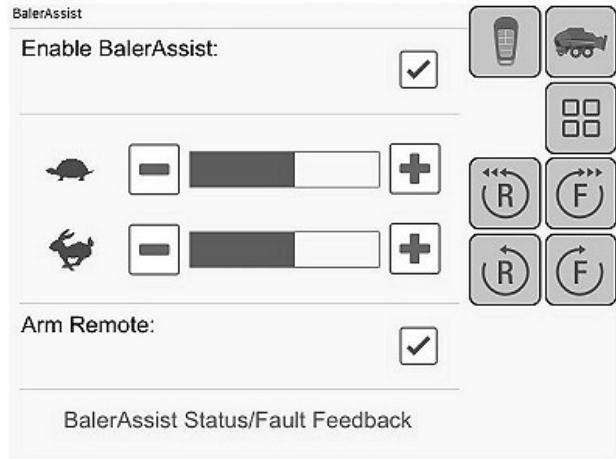 BalerAssist
Enable BalerAssist:
R F
R F
Arm Remote:
BalerAssist Status/Fault Feedback